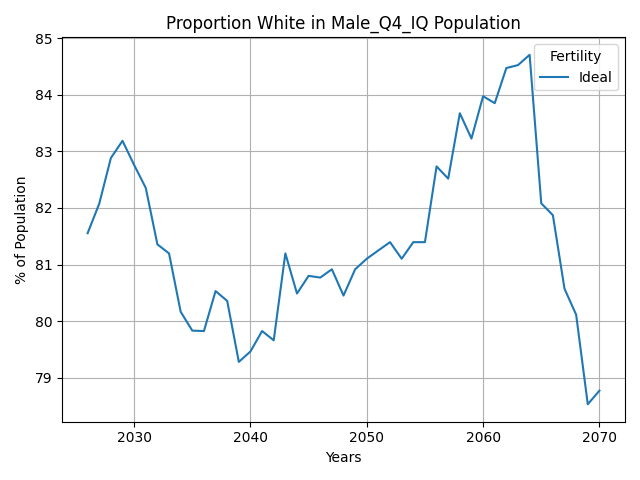 Proportion White in Male_Q4_IQ Population
Fertility
Ideal
85
84
83
82
81
80
79
% of Population
2030 2040 2050 2060 2070
Years